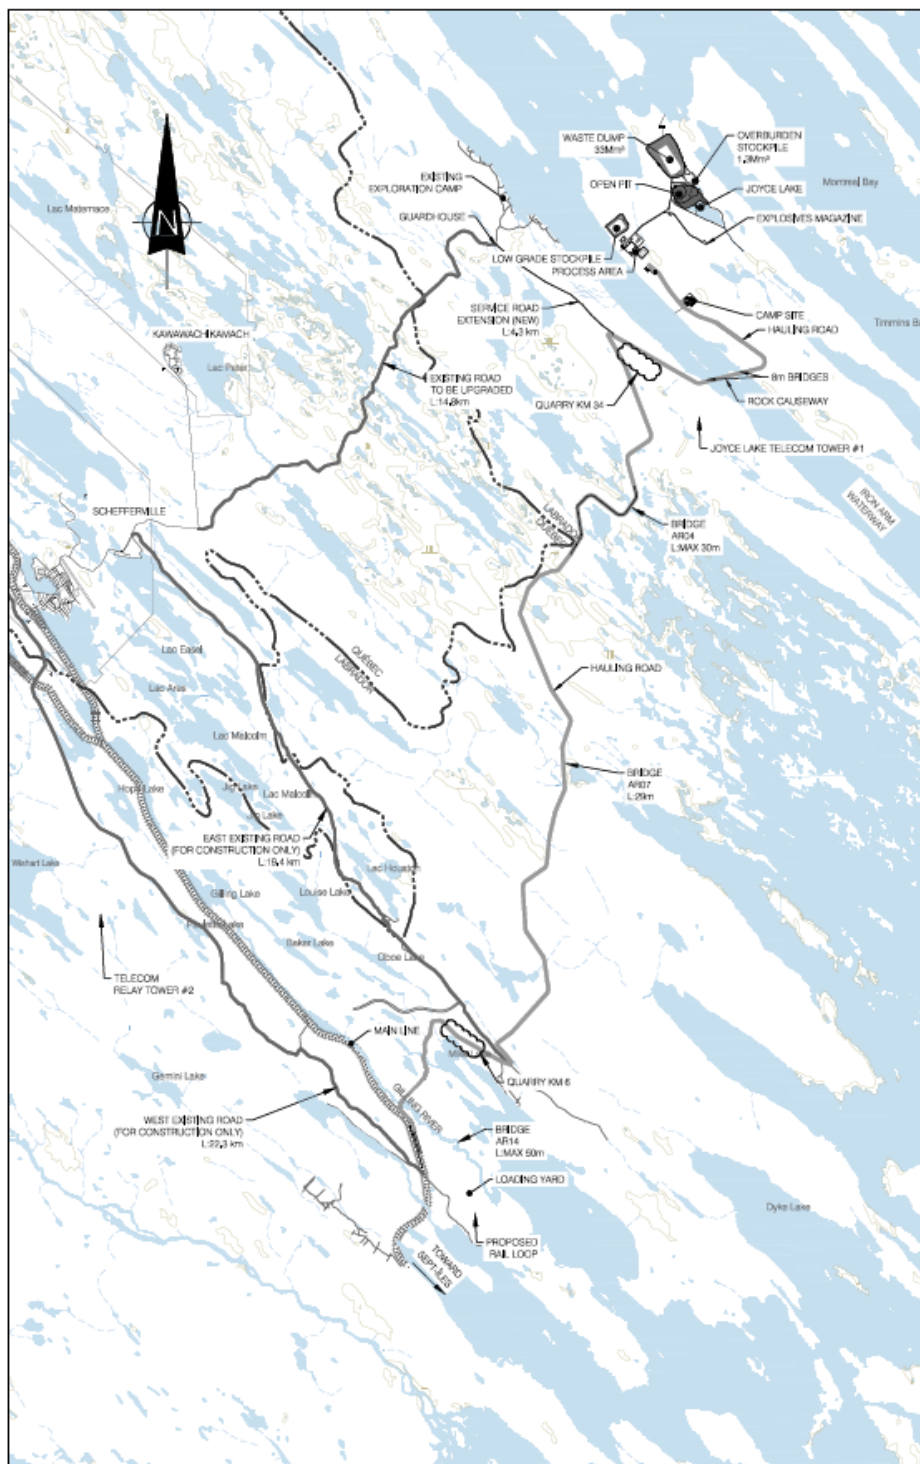 WASTE DUMP
33Mm³
OVERBURDEN
STOCKPILE
1.3Mm³
OPEN PIT
JOYCE LAKE
Montreal Bay
EXPLOSIVES MAGAZINE
EXISTING
EXPLORATION CAMP
GUARDHOUSE
Lac Matemace
N
LOW GRADE STOCKPILE
PROCESS AREA
SERVICE ROAD
EXTENSION (NEW)
L:4.3 km
CAMP SITE
HAULING ROAD
KAWAWACHIKAMACH
Lac Peter
EXISTING ROAD
TO BE UPGRADED
L:14.8km
8m BRIDGES
QUARRY KM 34
ROCK CAUSEWAY
JOYCE LAKE TELECOM TOWER #1
IRON ARM
WATERWAY
SCHEFFERVILLE
LABRADOR
QUÉBEC
BRIDGE
AR04
L:MAX 30m
Lac Easel
QUÉBEC
LABRADOR
HAULING ROAD
Lac Aras
Lac Malcolm
BRIDGE
AR07
L:29m
EAST EXISTING ROAD
(FOR CONSTRUCTION ONLY)
L:16.4 km
Wishart Lake
Gilling Lake
Louise Lake
Lac Houston
Baker Lake
Oboe Lake
TELECOM
RELAY TOWER #2
MAIN LINE
Gemini Lake
QUARRY KM 6
GILLING RIVER
WEST EXISTING ROAD
(FOR CONSTRUCTION ONLY)
L:22.3 km
BRIDGE
AR14
L:MAX 50m
LOADING YARD
Dyke Lake
PROPOSED
RAIL LOOP
TOWARD
SEPT-ILES